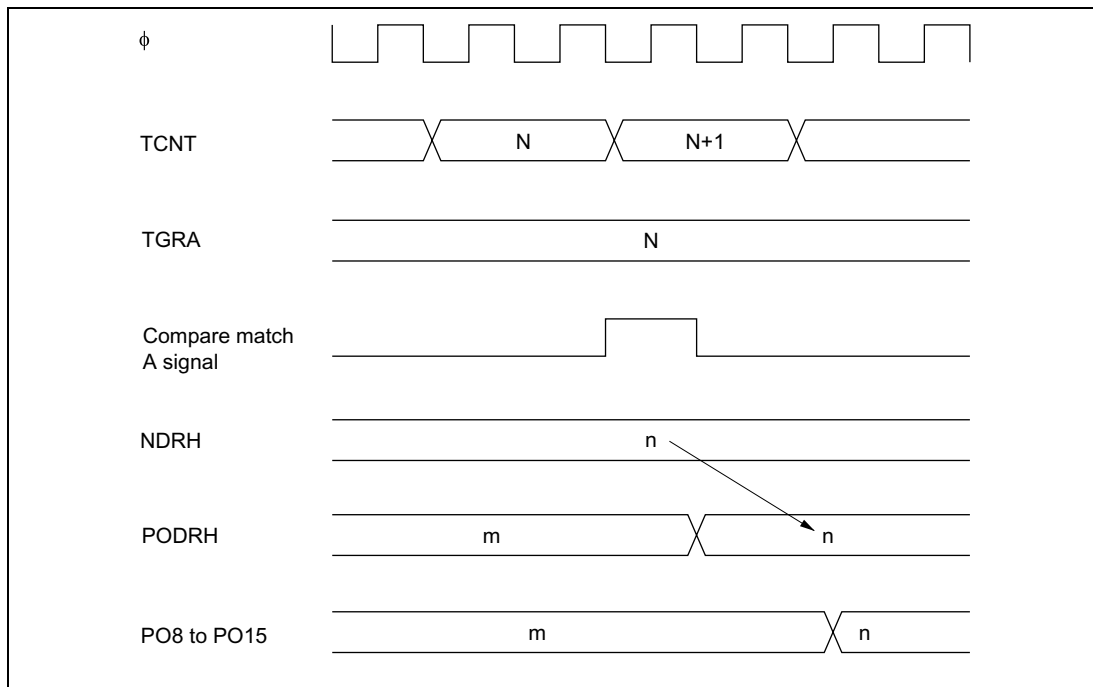 ϕ
TCNT
N
N+1
TGRA
N
Compare match
A signal
NDRH
n
PODRH
m
n
PO8 to PO15
m
n